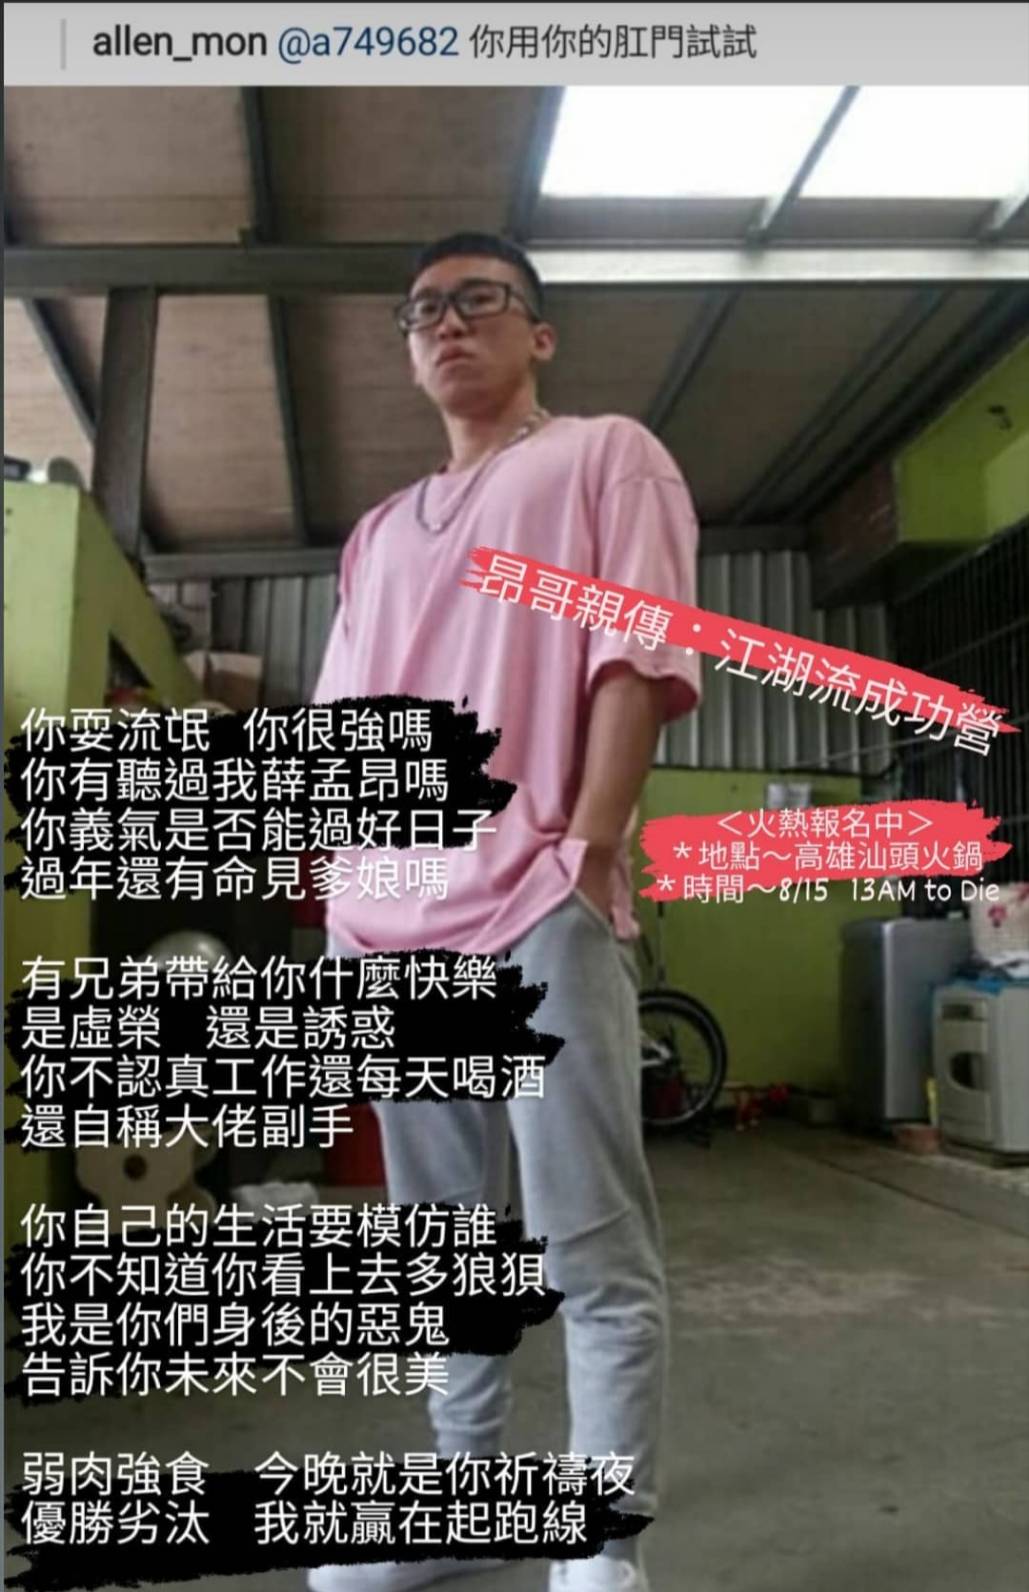 allen_mon @a749682 你用你的肛門試試
昂哥親傳：江湖流成功營
你耍流氓 你很強嗎
你有聽過我薛孟昂嗎
你義氣是否能過好日子
過年還有命見爹娘嗎
＜火熱報名中＞
＊地點～高雄汕頭火鍋
＊時間～8/15 13AM to Die
有兄弟帶給你什麼快樂
是虛榮 還是誘惑
你不認真工作還每天喝酒
還自稱大佬副手
你自己的生活要模仿誰
你不知道你看上去多狼狽
我是你們身後的惡鬼
告訴你未來不會很美
弱肉強食 今晚就是你祈禱夜
優勝劣汰 我就贏在起跑線